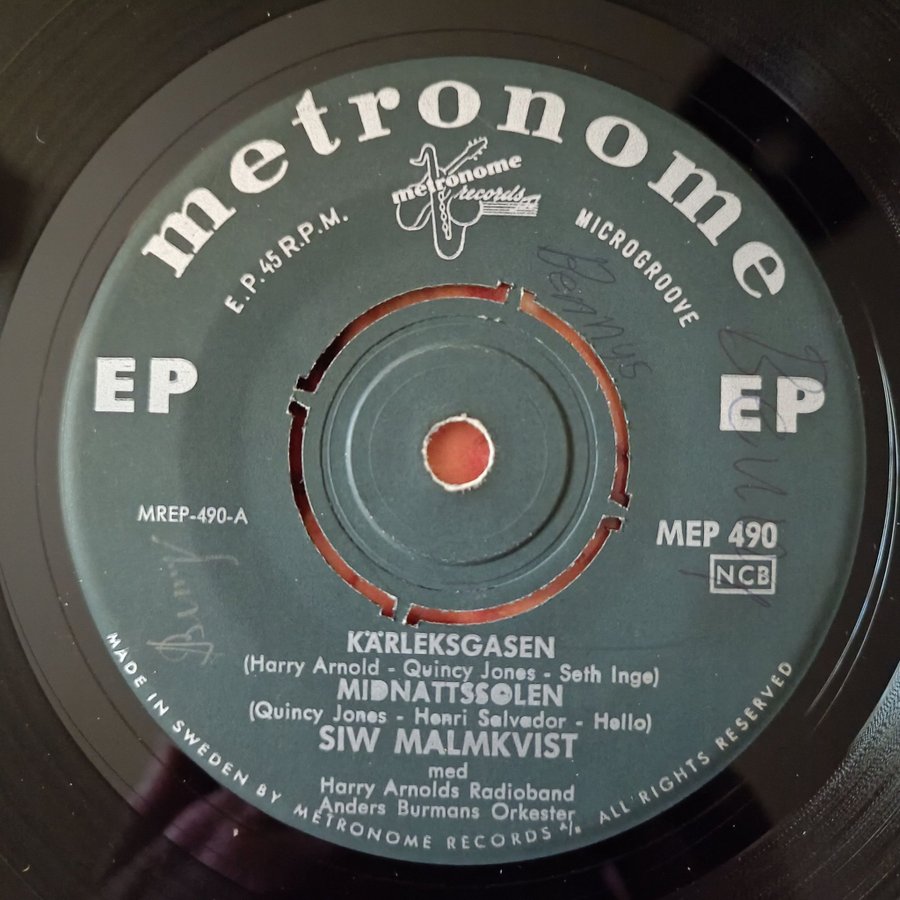 metronome
metronome
records
E.P. 45 R.P.M.
MICROGROOVE
EP
EP
MREP-490-A
MEP 490
NCB
KÄRLEKSGASEN
(Harry Arnold - Quincy Jones - Seth Inge)
MIDNATTSSOLEN
(Quincy Jones - Henri Salvador - Hello)
SIW MALMKVIST
med
Harry Arnolds Radioband
Anders Burmans Orkester
MADE IN SWEDEN BY METRONOME RECORDS A/B ALL RIGHTS RESERVED